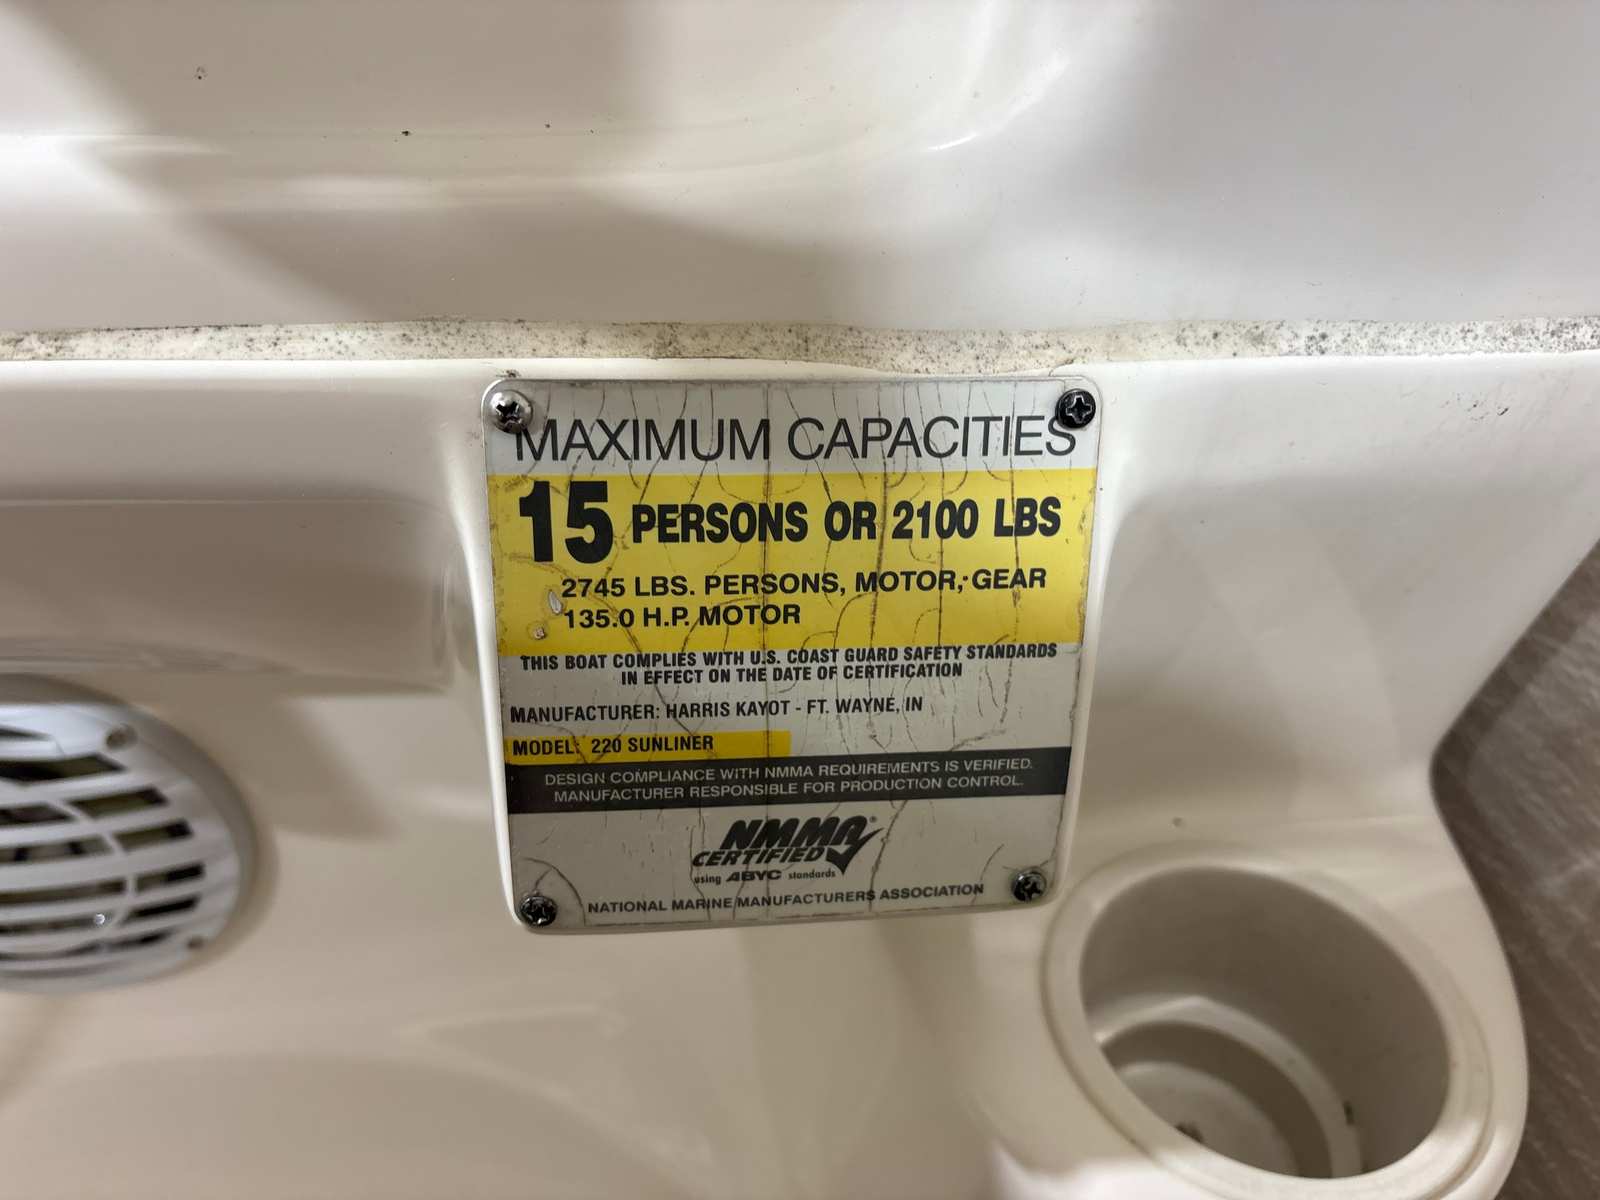 MAXIMUM CAPACITIES
15 PERSONS OR 2100 LBS
2745 LBS. PERSONS, MOTOR, GEAR
135.0 H.P. MOTOR
THIS BOAT COMPLIES WITH U.S. COAST GUARD SAFETY STANDARDS
IN EFFECT ON THE DATE OF CERTIFICATION
MANUFACTURER: HARRIS KAYOT - FT. WAYNE, IN
MODEL: 220 SUNLINER
DESIGN COMPLIANCE WITH NMMA REQUIREMENTS IS VERIFIED.
MANUFACTURER RESPONSIBLE FOR PRODUCTION CONTROL.
NMMA®
CERTIFIED
using ABYC standards
NATIONAL MARINE MANUFACTURERS ASSOCIATION